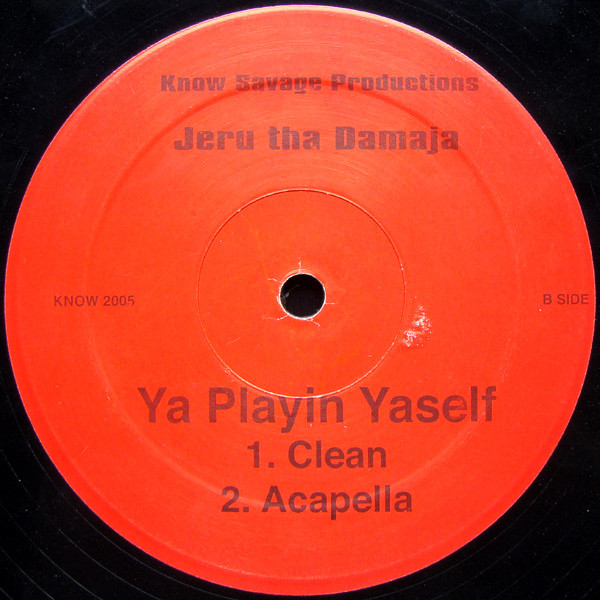 Know Savage Productions
Jeru tha Damaja
KNOW 2005
B SIDE
Ya Playin Yaself
1. Clean
2. Acapella